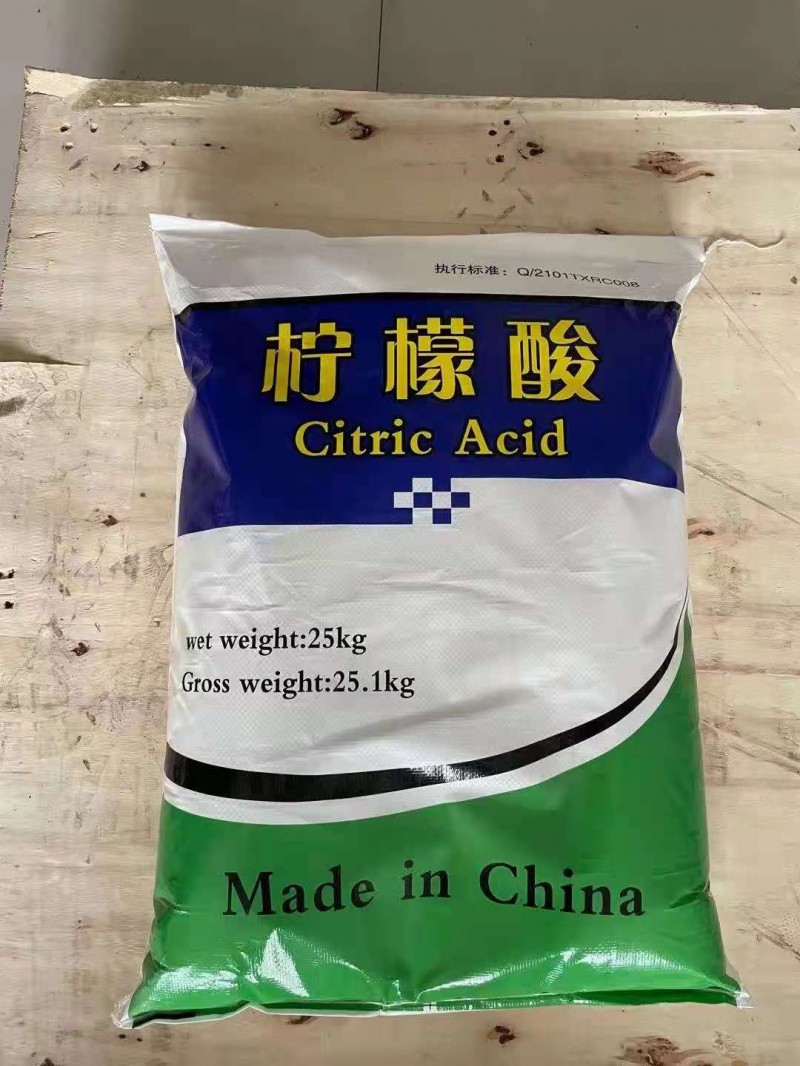 执行标准：Q/2101TXRC008
柠檬酸
Citric Acid
wet weight:25kg
Gross weight:25.1kg
Made in China